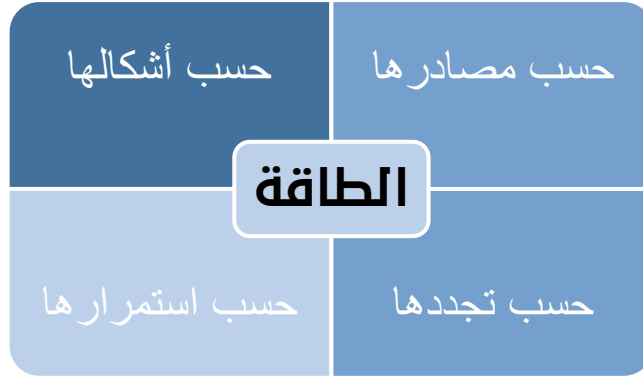 حسب مصادرها
حسب أشكالها
الطاقة
حسب تجددها
حسب استمرارها